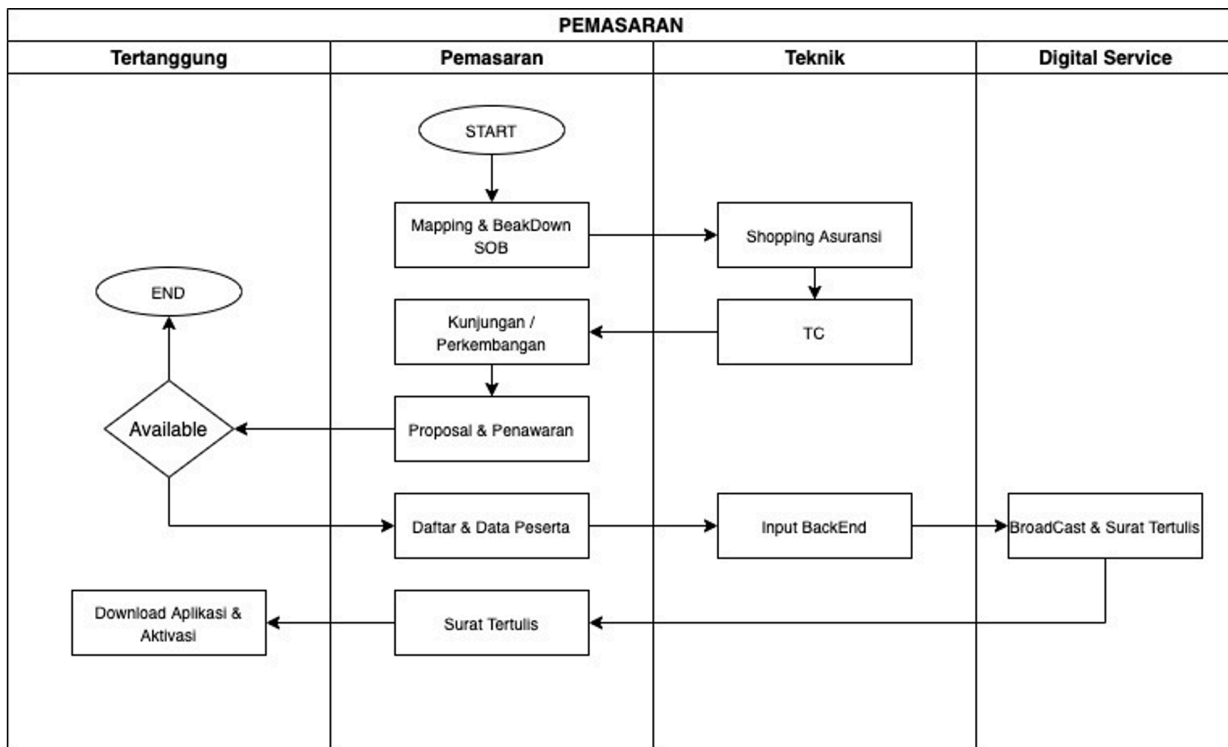 PEMASARAN
Tertanggung
Pemasaran
Teknik
Digital Service
START
Mapping & BeakDown
SOB
Shopping Asuransi
END
Kunjungan /
Perkembangan
TC
Available
Proposal & Penawaran
Daftar & Data Peserta
Input BackEnd
BroadCast & Surat Tertulis
Download Aplikasi &
Aktivasi
Surat Tertulis